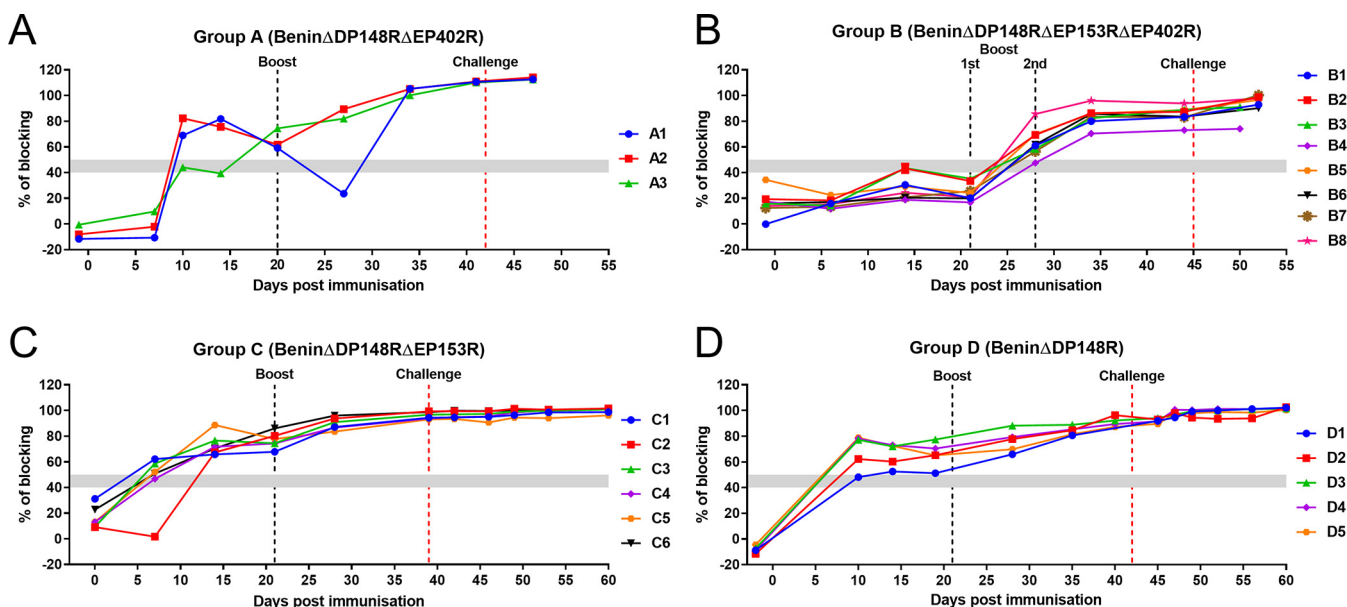 A
Group A (BeninΔDP148RΔEP402R)
Boost
Challenge
120
100
80
60
40
20
0
-20
% of blocking
0 5 10 15 20 25 30 35 40 45 50 55
Days post immunisation
A1
A2
A3
B
Group B (BeninΔDP148RΔEP153RΔEP402R)
Boost
1st 2nd
Challenge
120
100
80
60
40
20
0
-20
% of blocking
0 5 10 15 20 25 30 35 40 45 50 55
Days post immunisation
B1
B2
B3
B4
B5
B6
B7
B8
C
Group C (BeninΔDP148RΔEP153R)
Boost
Challenge
120
100
80
60
40
20
0
-20
% of blocking
0 5 10 15 20 25 30 35 40 45 50 55 60
Days post immunisation
C1
C2
C3
C4
C5
C6
D
Group D (BeninΔDP148R)
Boost
Challenge
120
100
80
60
40
20
0
-20
% of blocking
0 5 10 15 20 25 30 35 40 45 50 55 60
Days post immunisation
D1
D2
D3
D4
D5